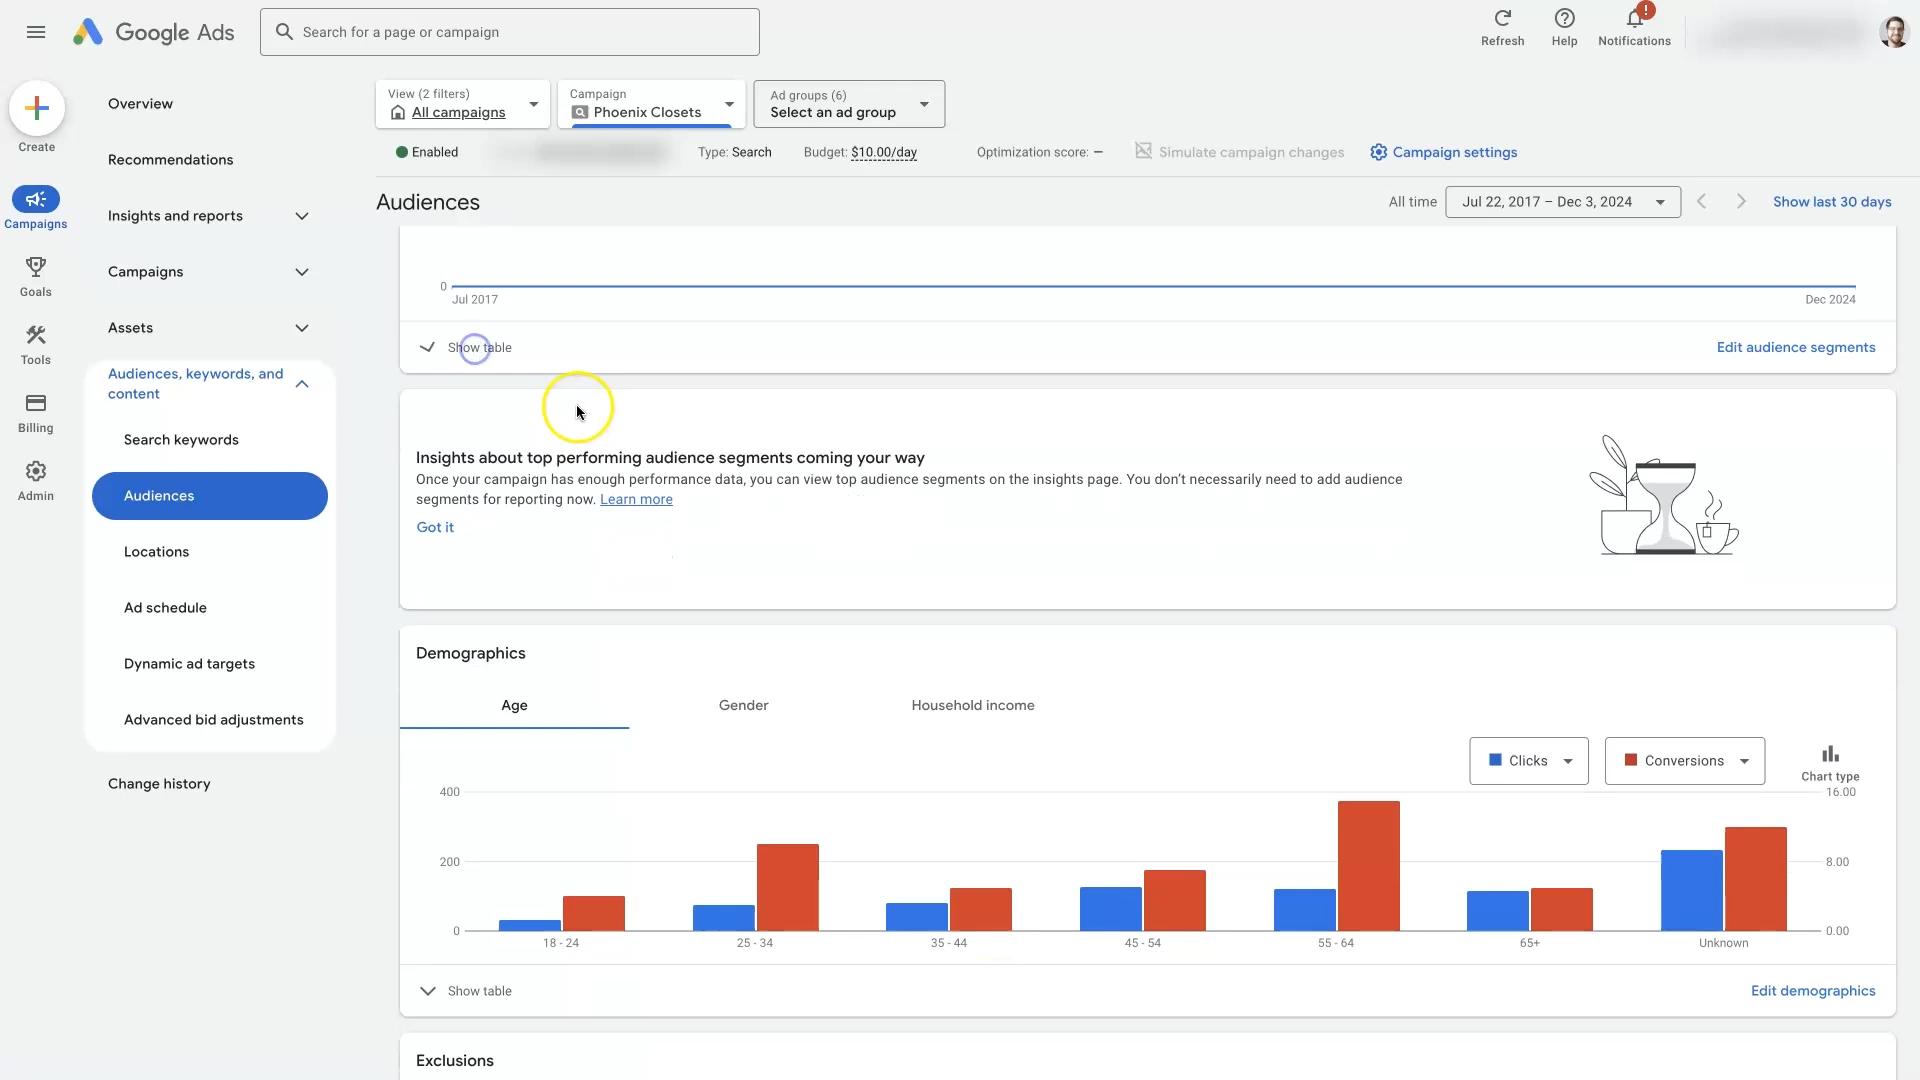 Google Ads
Search for a page or campaign
Refresh
Help
Notifications
!
Create
Campaigns
Goals
Tools
Billing
Admin
Overview
Recommendations
Insights and reports
Campaigns
Assets
Audiences, keywords, and
content
Search keywords
Audiences
Locations
Ad schedule
Dynamic ad targets
Advanced bid adjustments
Change history
View (2 filters)
All campaigns
Campaign
Phoenix Closets
Ad groups (6)
Select an ad group
Enabled
Type: Search
Budget: $10.00/day
Optimization score: –
Simulate campaign changes
Campaign settings
Audiences
All time
Jul 22, 2017 – Dec 3, 2024
Show last 30 days
0
Jul 2017
Dec 2024
Show table
Edit audience segments
Insights about top performing audience segments coming your way
Once your campaign has enough performance data, you can view top audience segments on the insights page. You don't necessarily need to add audience
segments for reporting now. Learn more
Got it
Demographics
Age
Gender
Household income
Clicks
Conversions
Chart type
400
200
0
16.00
8.00
0.00
18 - 24
25 - 34
35 - 44
45 - 54
55 - 64
65+
Unknown
Show table
Edit demographics
Exclusions